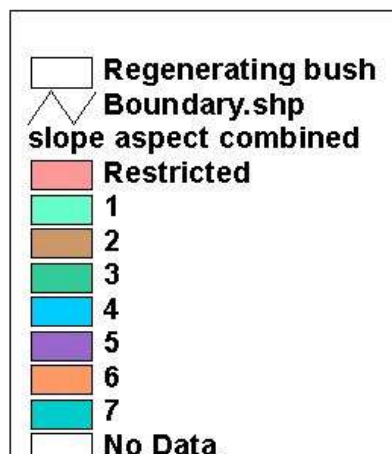 Regenerating bush
Boundary.shp
slope aspect combined
Restricted
1
2
3
4
5
6
7
No Data